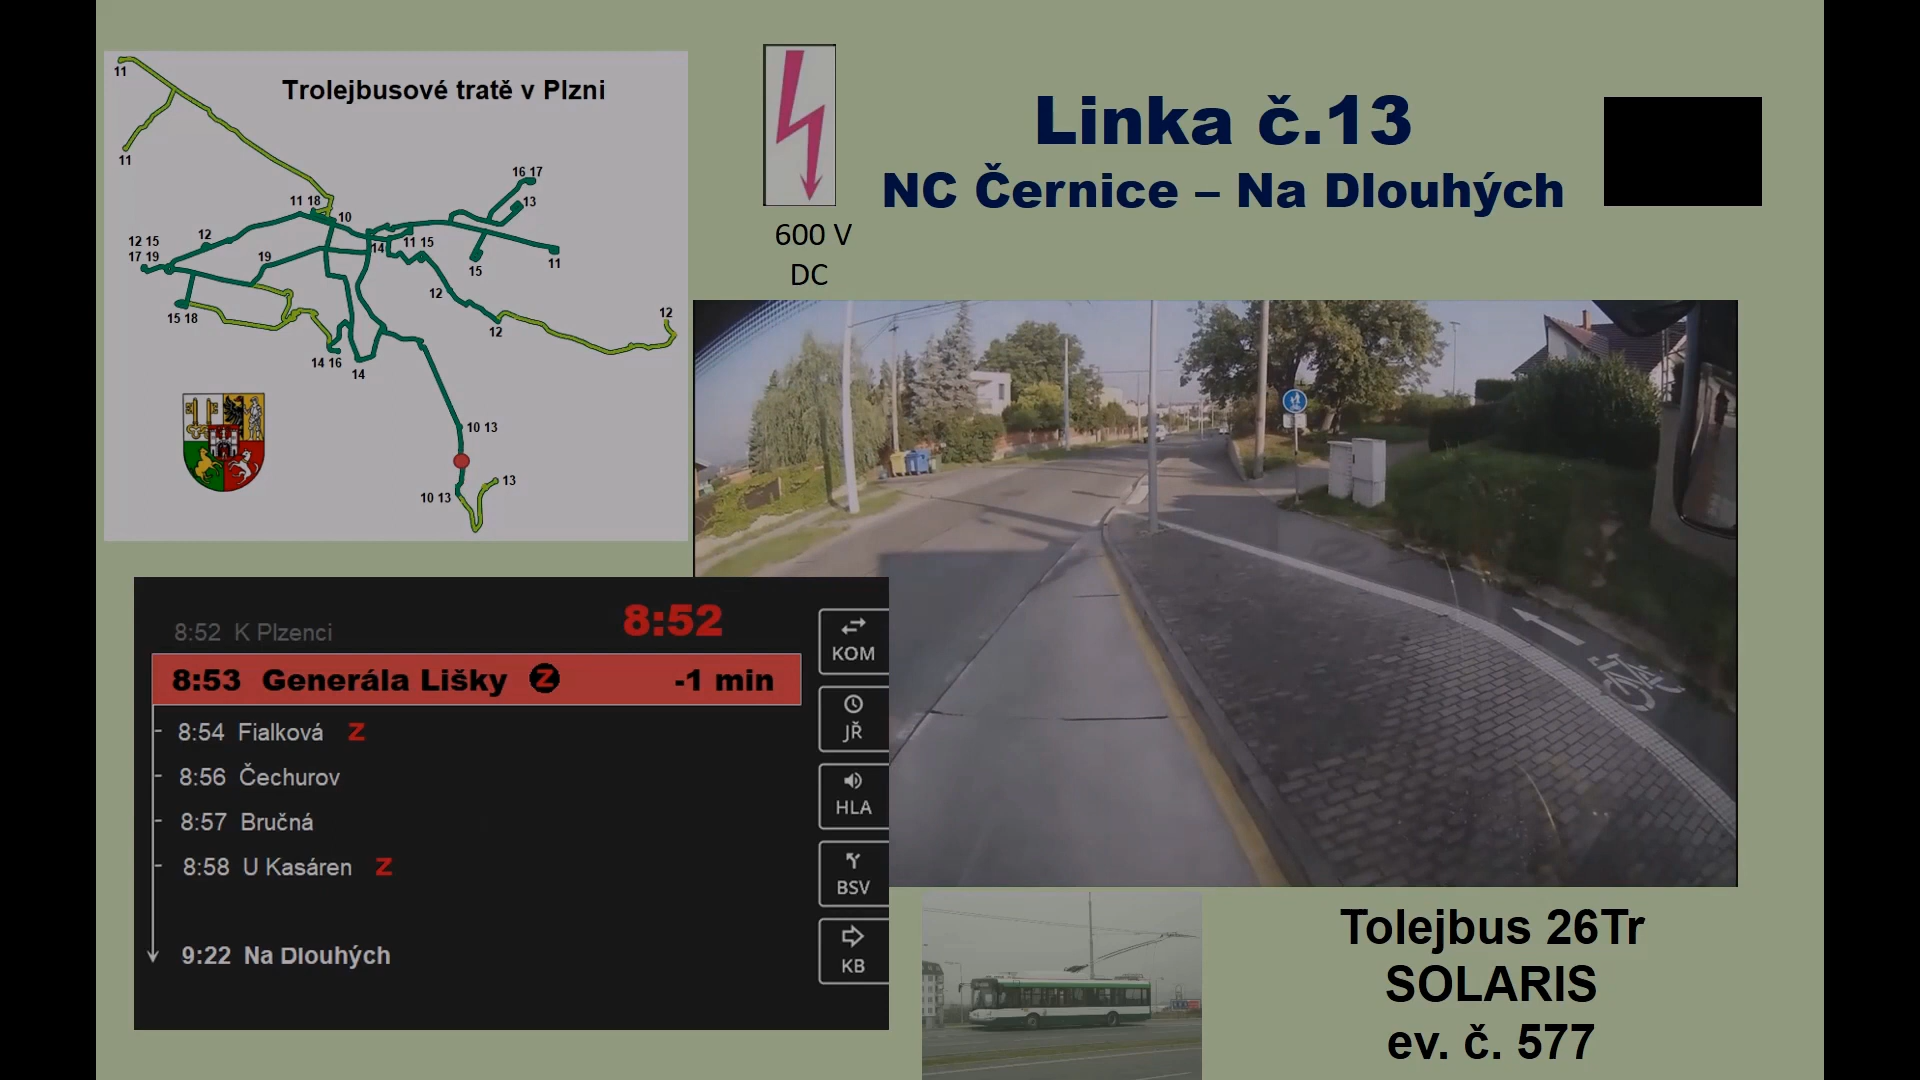 Trolejbusové tratě v Plzni
11
11
11 18
10
16 17
13
12 15
17 19
12
19
14
11 15
15
11
12
12
12
15 18
14 16
14
10 13
10 13
13
600 V
DC
Linka č.13
NC Černice – Na Dlouhých
8:52
8:52 K Plzenci
8:53 Generála Lišky Z -1 min
8:54 Fialková Z
8:56 Čechurov
8:57 Bručná
8:58 U Kasáren Z
9:22 Na Dlouhých
KOM
JŘ
HLA
BSV
KB
Tolejbus 26Tr
SOLARIS
ev. č. 577